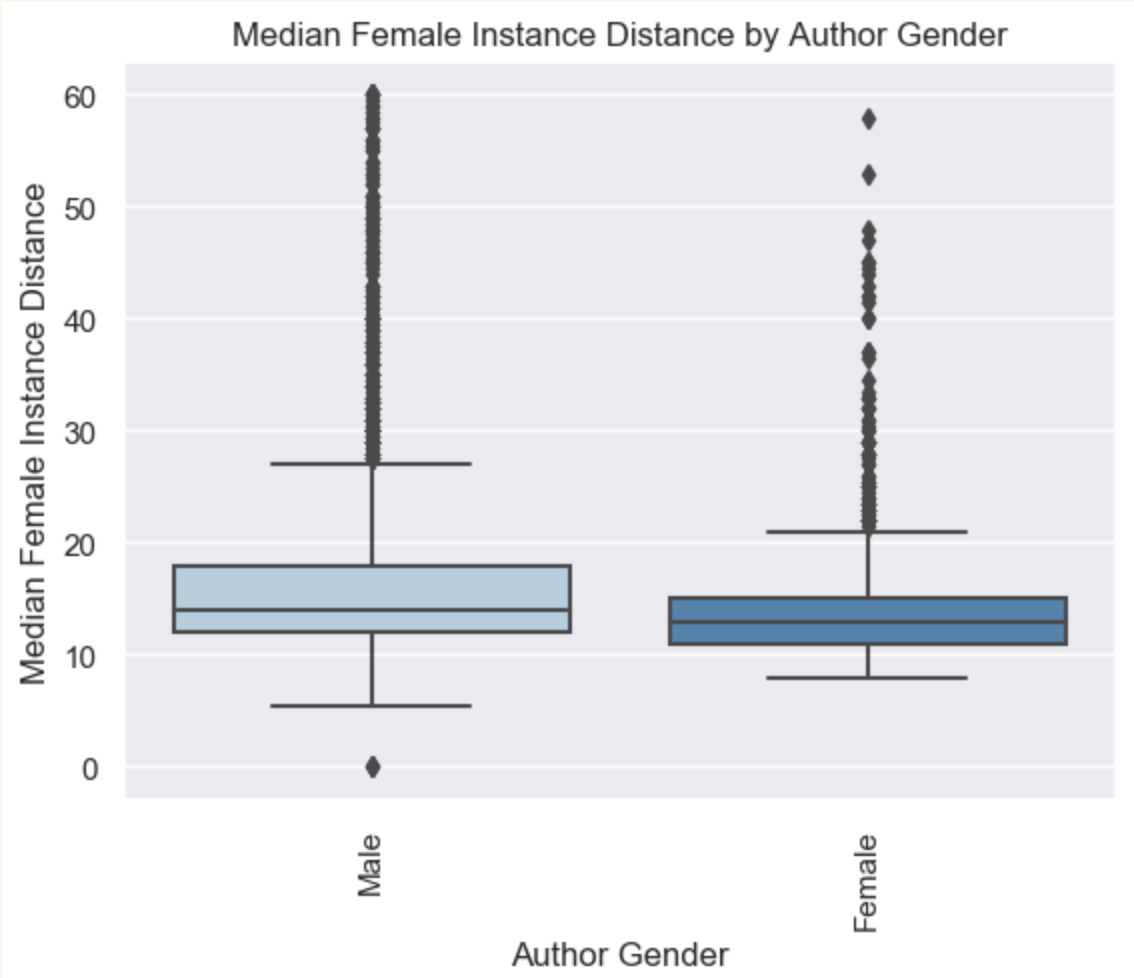 Median Female Instance Distance by Author Gender
Median Female Instance Distance
60
50
40
30
20
10
0
Male
Female
Author Gender